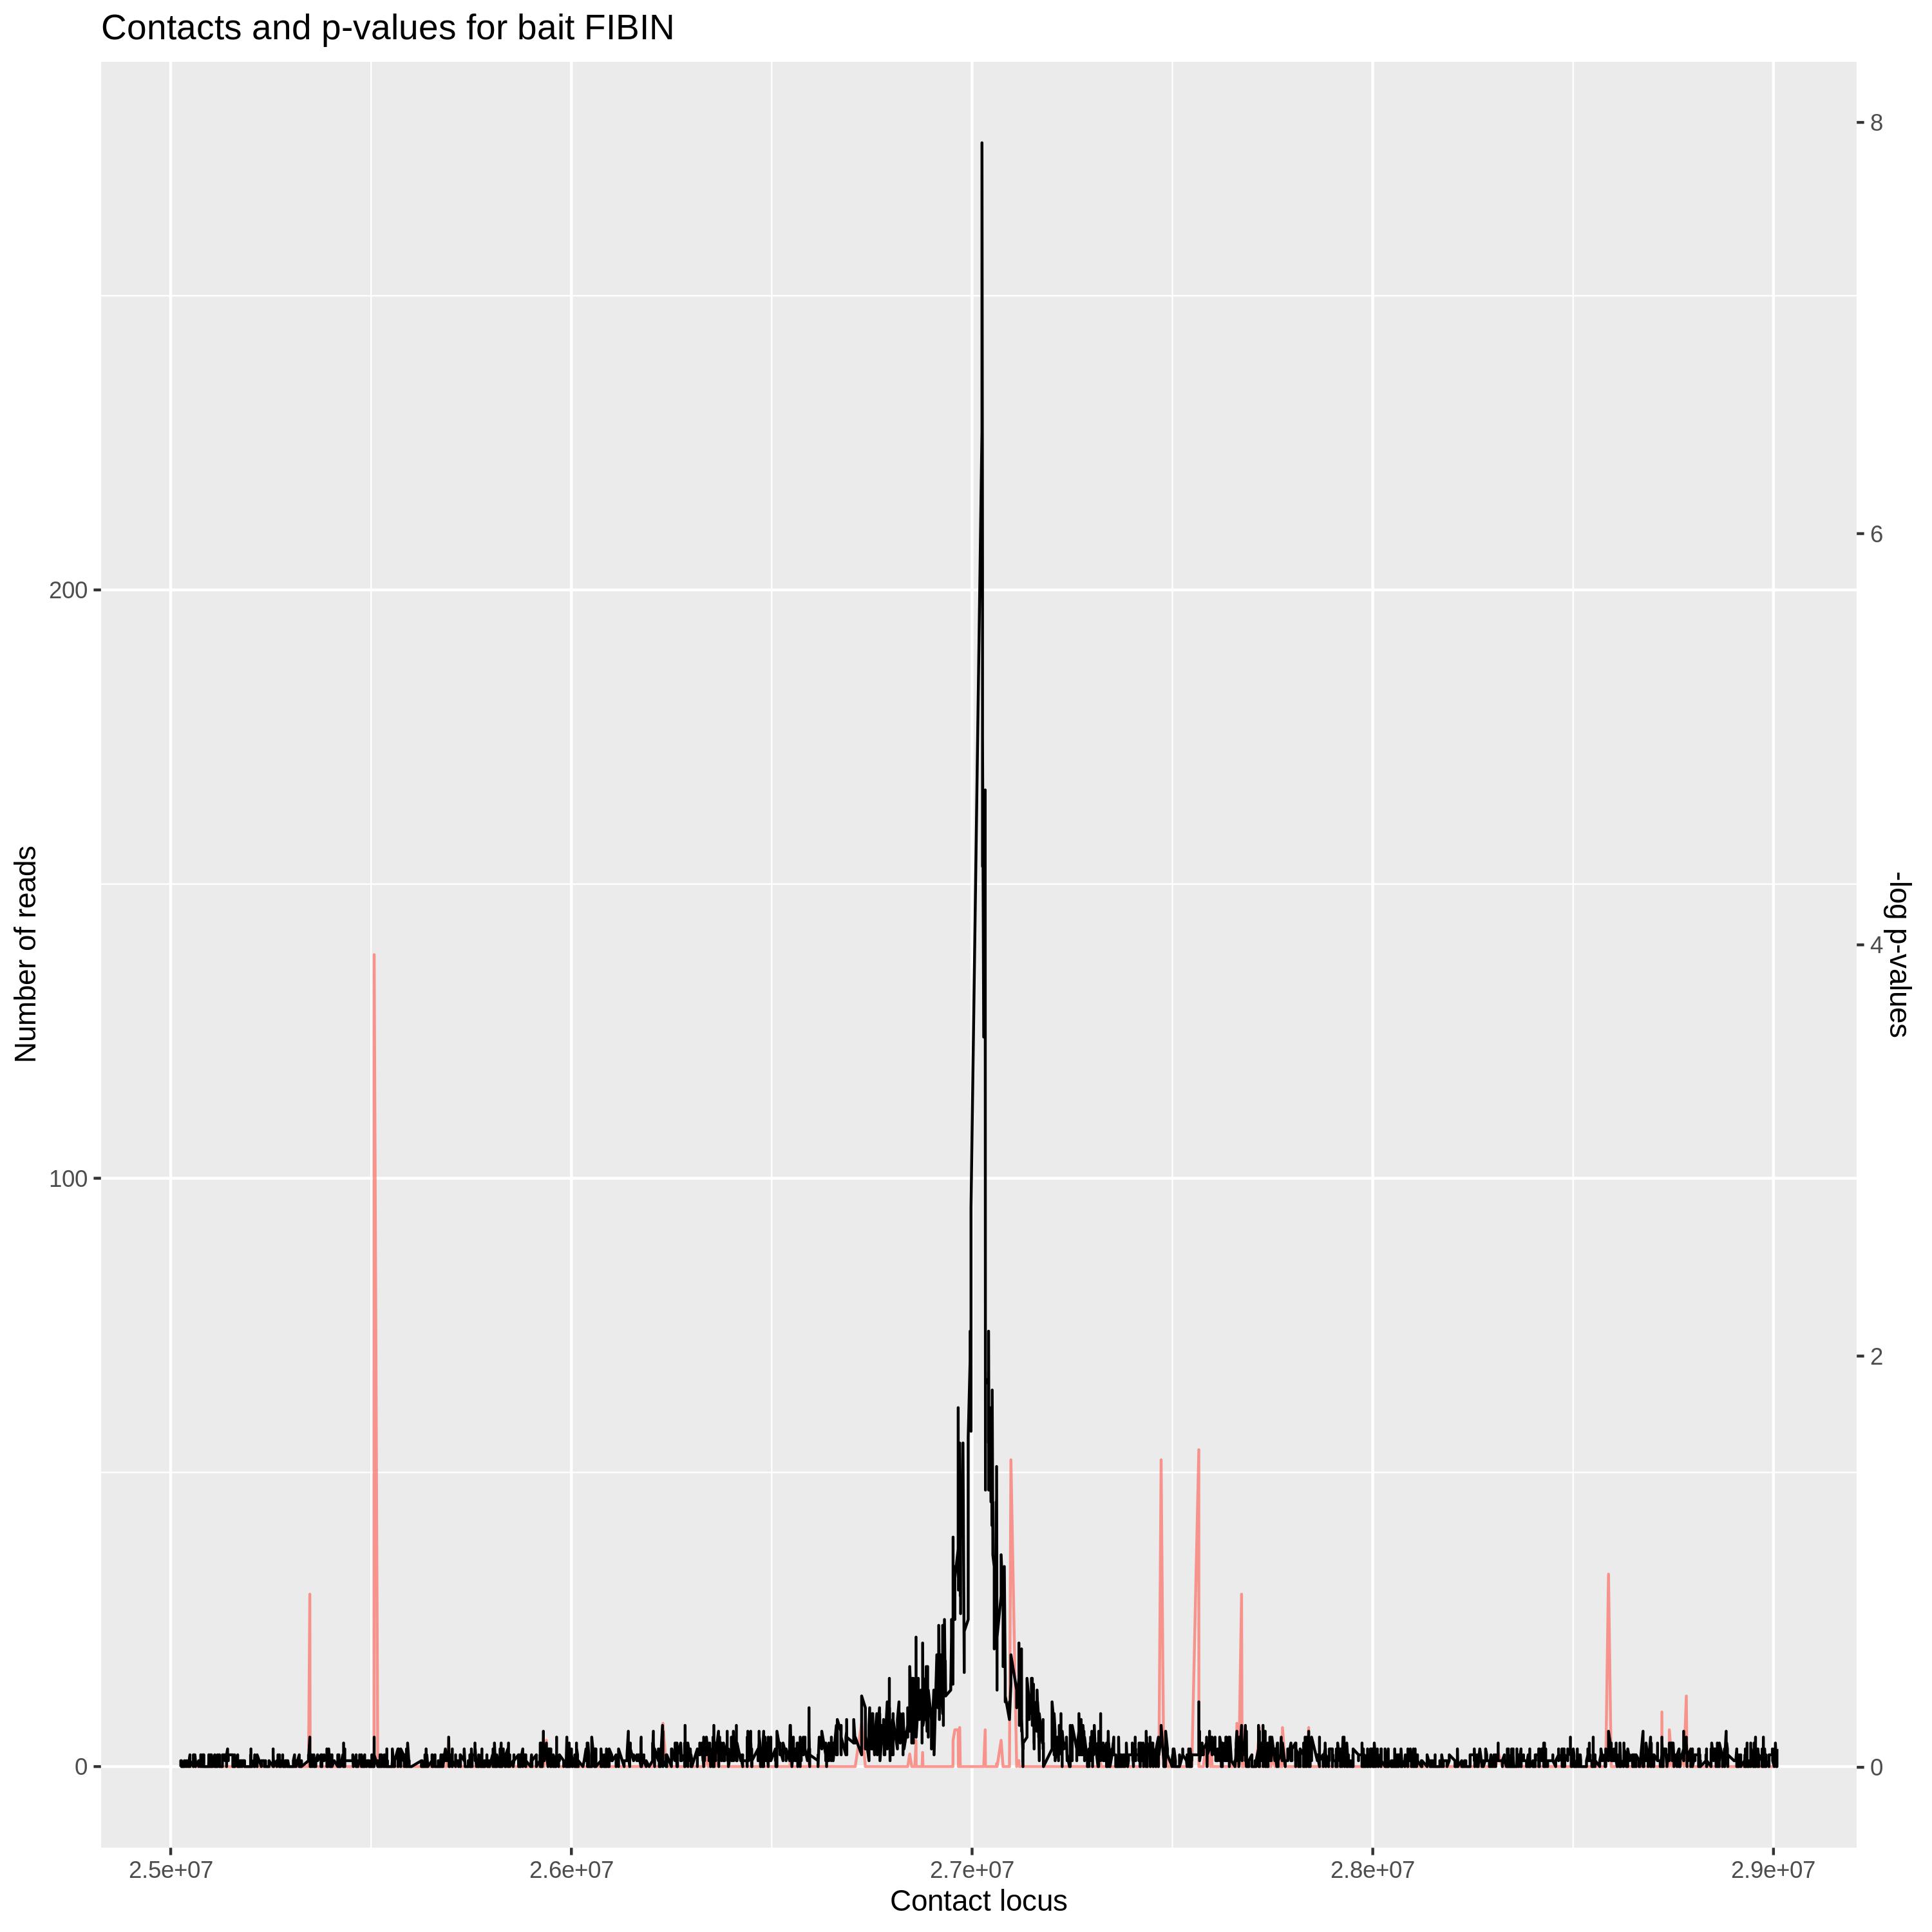 Contacts and p-values for bait FIBIN
8
6
200
Number of reads
-log p-values
4
100
2
0
0
2.5e+07
2.6e+07
2.7e+07
2.8e+07
2.9e+07
Contact locus